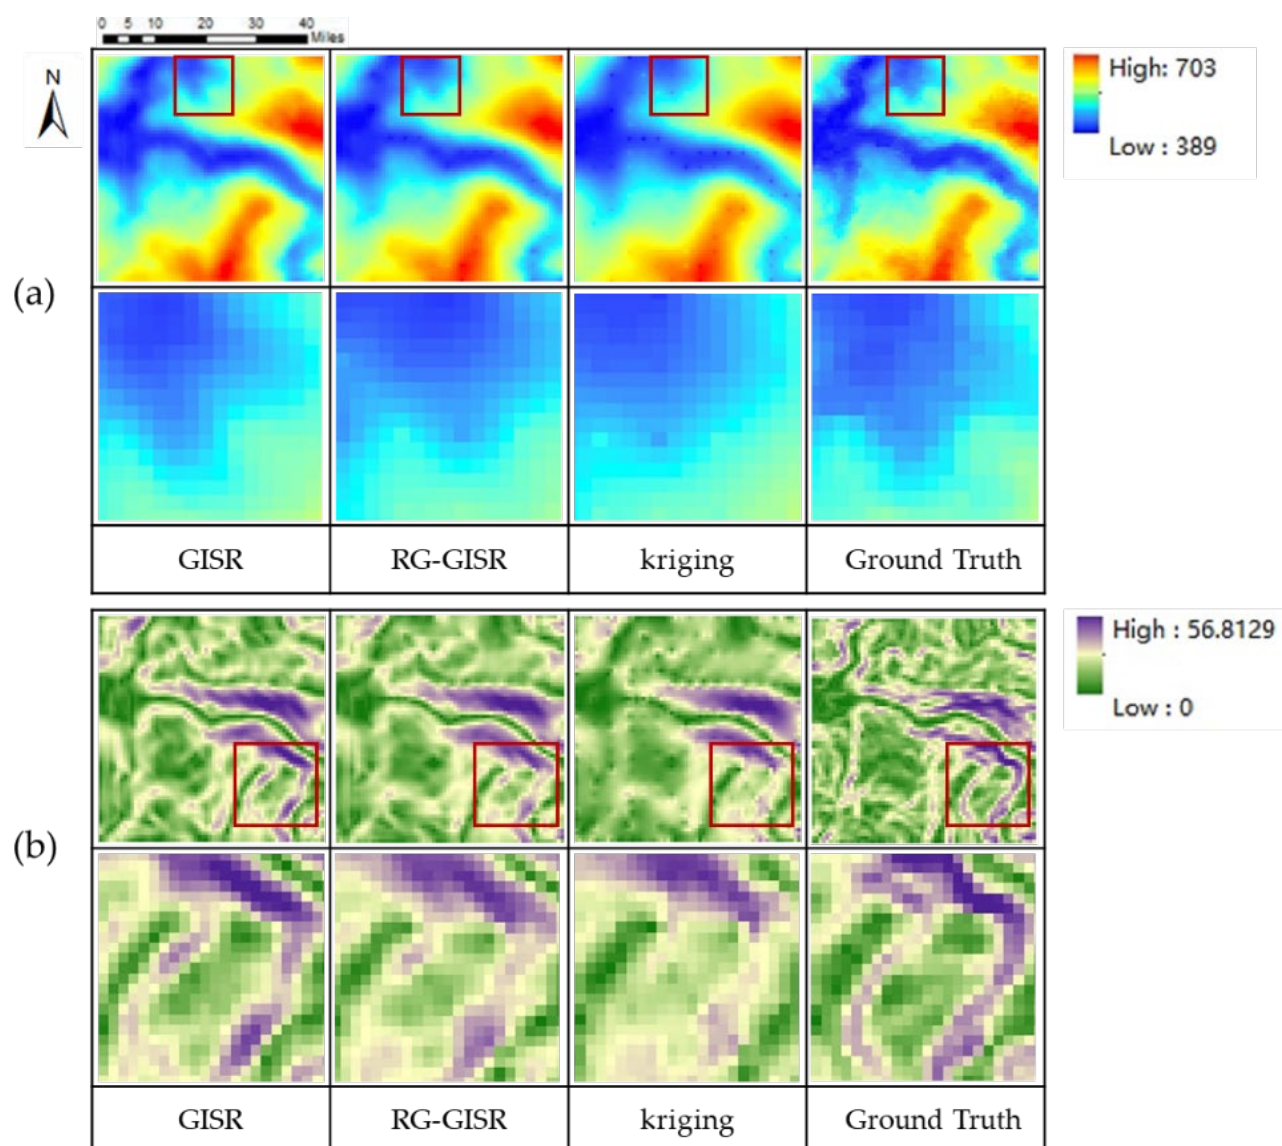 0 5 10 20 30 40
Miles
N
High: 703
Low : 389
(a)
GISR RG-GISR kriging Ground Truth
High : 56.8129
Low : 0
(b)
GISR RG-GISR kriging Ground Truth